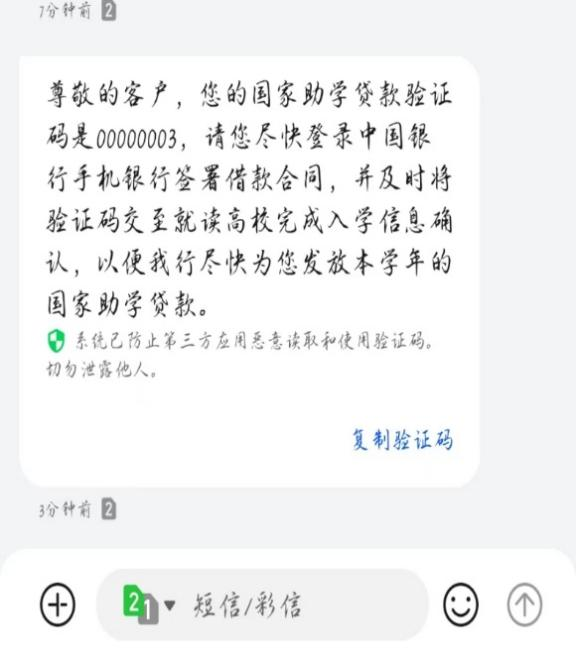 7分钟前 2
尊敬的客户，您的国家助学贷款验证
码是00000003，请您尽快登录中国银
行手机银行签署借款合同，并及时将
验证码交至就读高校完成入学信息确
认，以便我行尽快为您发放本学年的
国家助学贷款。
系统已防止第三方应用恶意读取和使用验证码。
切勿泄露他人。
复制验证码
3分钟前 2
2 1 短信/彩信